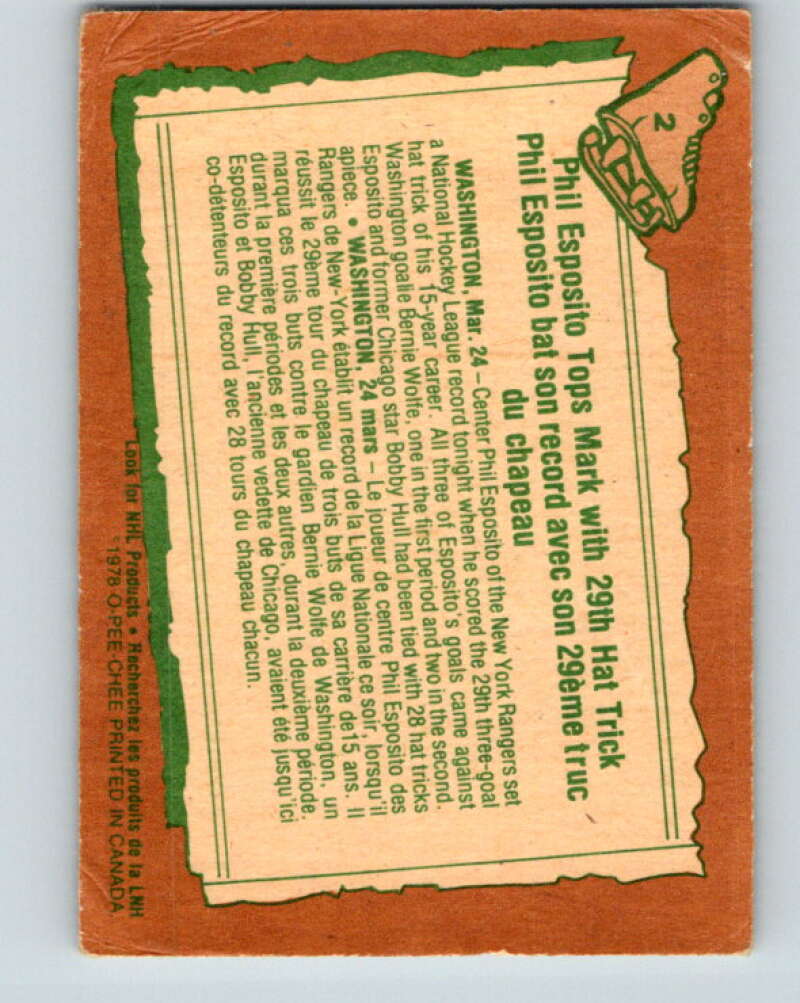 2
Phil Esposito Tops Mark with 29th Hat Trick
Phil Esposito bat son record avec son 29ème truc
du chapeau
WASHINGTON, Mar. 24 – Center Phil Esposito of the New York Rangers set
a National Hockey League record tonight when he scored the 29th three-goal
hat trick of his 15-year career. All three of Esposito's goals came against
Washington goalie Bernie Wolfe, one in the first period and two in the second.
Esposito and former Chicago star Bobby Hull had been tied with 28 hat tricks
apiece. • WASHINGTON, 24 mars – Le joueur de centre Phil Esposito des
Rangers de New-York établit un record de la Ligue Nationale ce soir, lorsqu'il
réussit le 29ème tour du chapeau de trois buts de sa carrière de 15 ans. Il
marqua ces trois buts contre le gardien Bernie Wolfe de Washington, un
durant la première périodes et les deux autres, durant la deuxième période.
Esposito et Bobby Hull, l'ancienne vedette de Chicago, avaient été jusqu'ici
co-détenteurs du record avec 28 tours du chapeau chacun.
Look for NHL Products • Recherchez les produits de la LNH
©1978 O-PEE-CHEE PRINTED IN CANADA